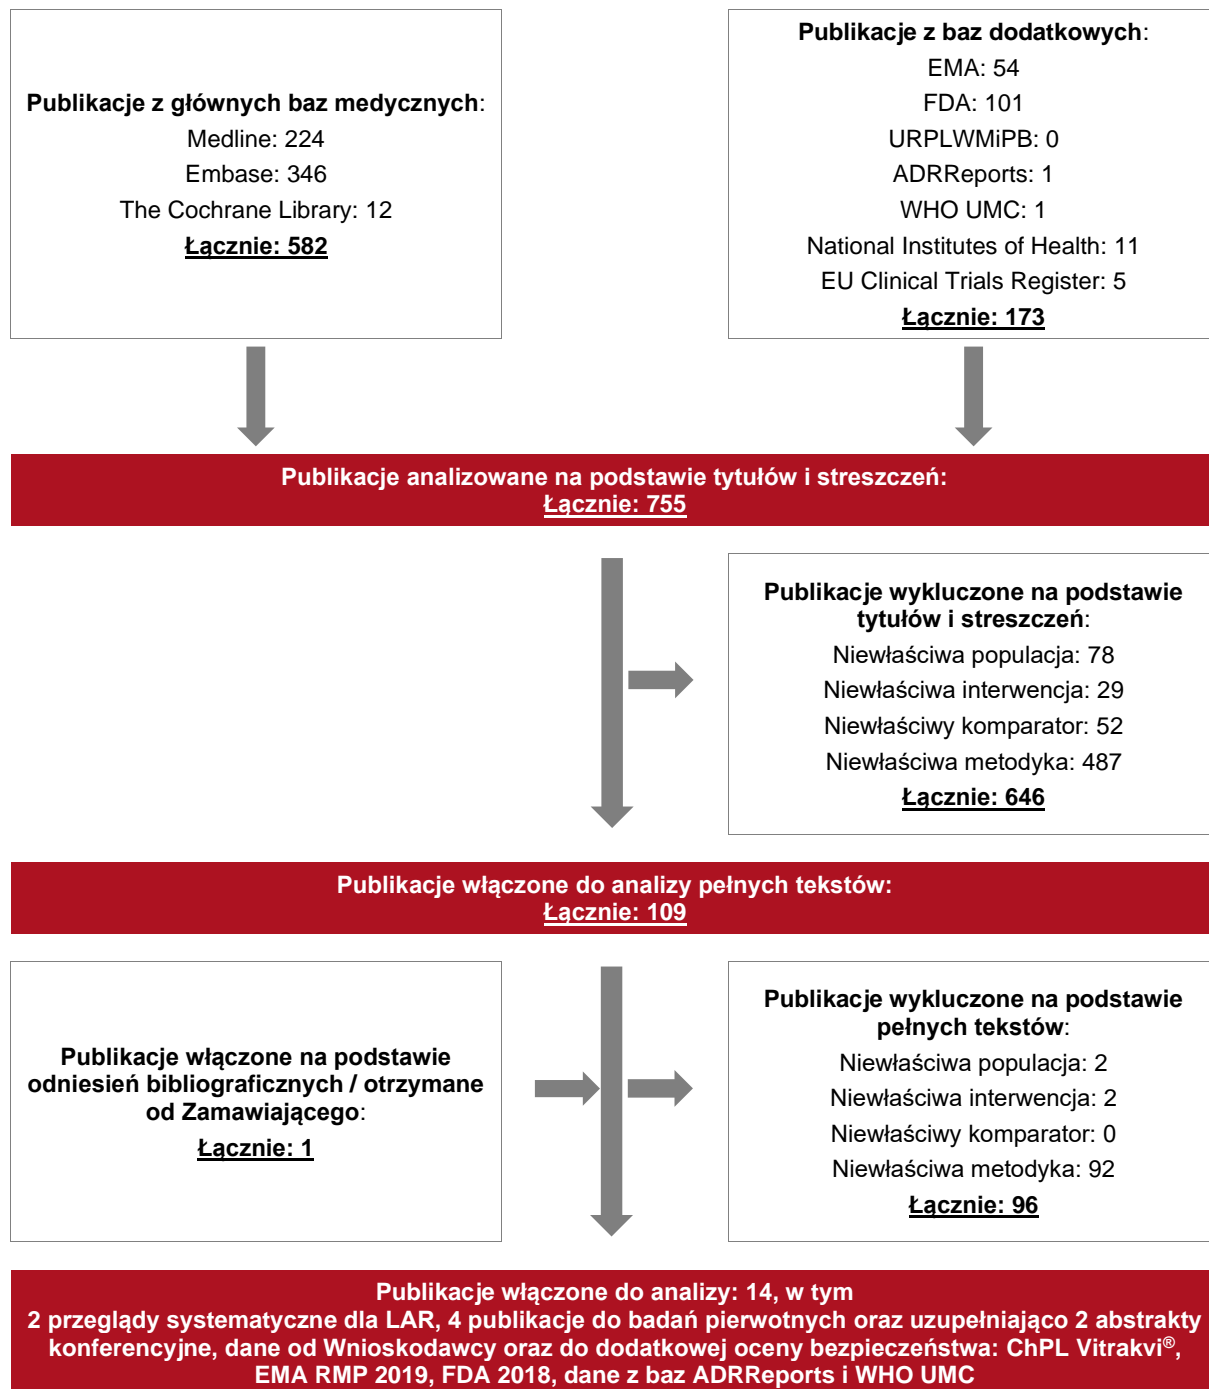 Publikacje z głównych baz medycznych:
Medline: 224
Embase: 346
The Cochrane Library: 12
Łącznie: 582
Publikacje z baz dodatkowych:
EMA: 54
FDA: 101
URPLWMiPB: 0
ADRReports: 1
WHO UMC: 1
National Institutes of Health: 11
EU Clinical Trials Register: 5
Łącznie: 173
Publikacje analizowane na podstawie tytułów i streszczeń:
Łącznie: 755
Publikacje wykluczone na podstawie
tytułów i streszczeń:
Niewłaściwa populacja: 78
Niewłaściwa interwencja: 29
Niewłaściwy komparator: 52
Niewłaściwa metodyka: 487
Łącznie: 646
Publikacje włączone do analizy pełnych tekstów:
Łącznie: 109
Publikacje włączone na podstawie
odniesień bibliograficznych / otrzymane
od Zamawiającego:
Łącznie: 1
Publikacje wykluczone na podstawie
pełnych tekstów:
Niewłaściwa populacja: 2
Niewłaściwa interwencja: 2
Niewłaściwy komparator: 0
Niewłaściwa metodyka: 92
Łącznie: 96
Publikacje włączone do analizy: 14, w tym
2 przeglądy systematyczne dla LAR, 4 publikacje do badań pierwotnych oraz uzupełniająco 2 abstrakty
konferencyjne, dane od Wnioskodawcy oraz do dodatkowej oceny bezpieczeństwa: ChPL Vitrakvi®,
EMA RMP 2019, FDA 2018, dane z baz ADRReports i WHO UMC